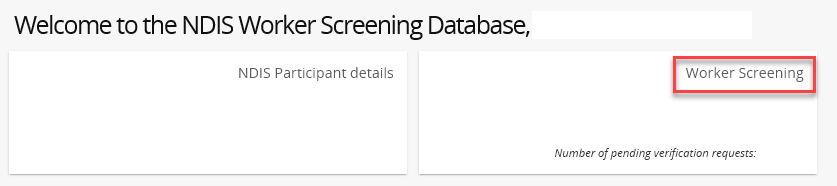 Welcome to the NDIS Worker Screening Database,
NDIS Participant details
Worker Screening
Number of pending verification requests: